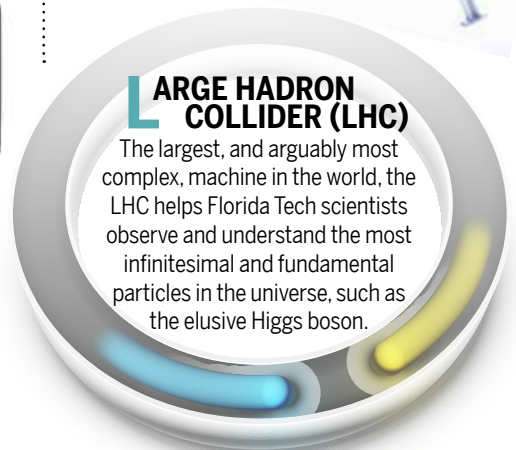 LARGE HADRON
COLLIDER (LHC)
The largest, and arguably most
complex, machine in the world, the
LHC helps Florida Tech scientists
observe and understand the most
infinitesimal and fundamental
particles in the universe, such as
the elusive Higgs boson.